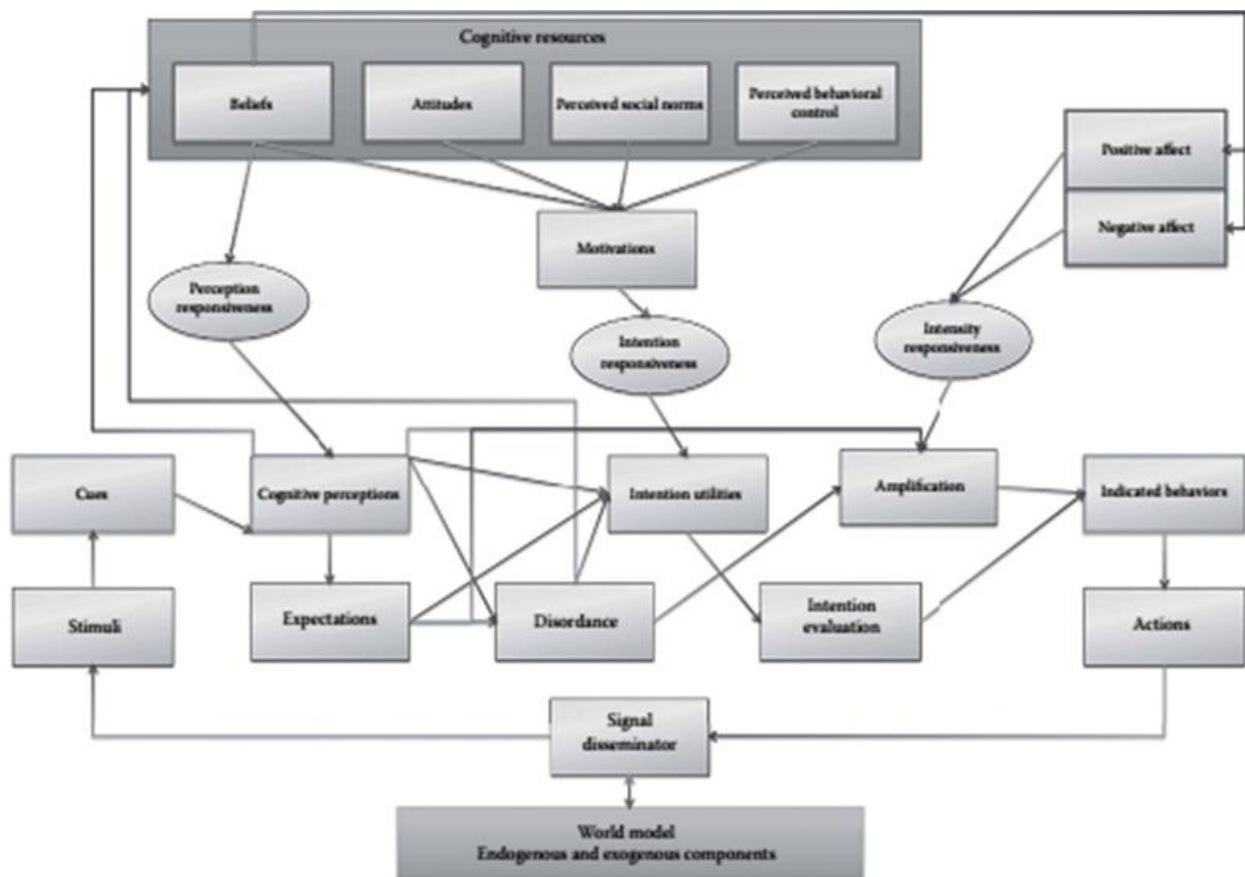 Cognitive resources
Beliefs
Attitudes
Perceived social norms
Perceived behavioral
control
Positive affect
Negative affect
Motivations
Perception
responsiveness
Intention
responsiveness
Intensity
responsiveness
Cues
Cognitive perceptions
Intention utilities
Amplification
Indicated behaviors
Stimuli
Expectations
Disordance
Intention
evaluation
Actions
Signal
disseminator
World model
Endogenous and exogenous components